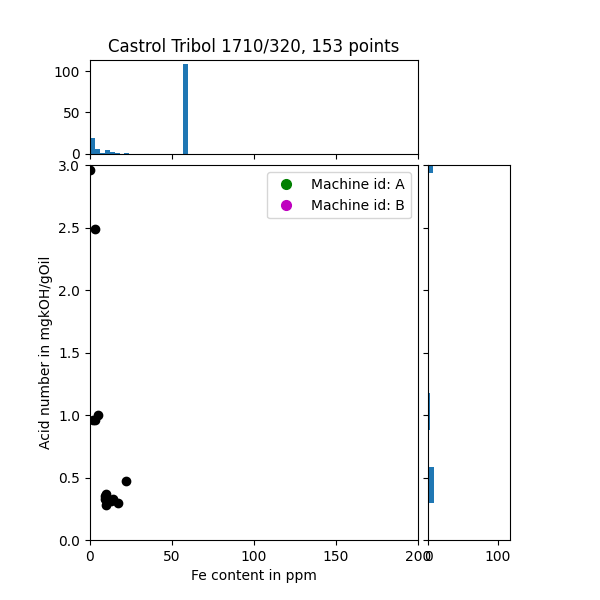 Castrol Tribol 1710/320, 153 points
100
50
0
3.0
2.5
2.0
1.5
1.0
0.5
0.0
Acid number in mgkOH/gOil
Machine id: A
Machine id: B
0 50 100 150 200
0 100
Fe content in ppm